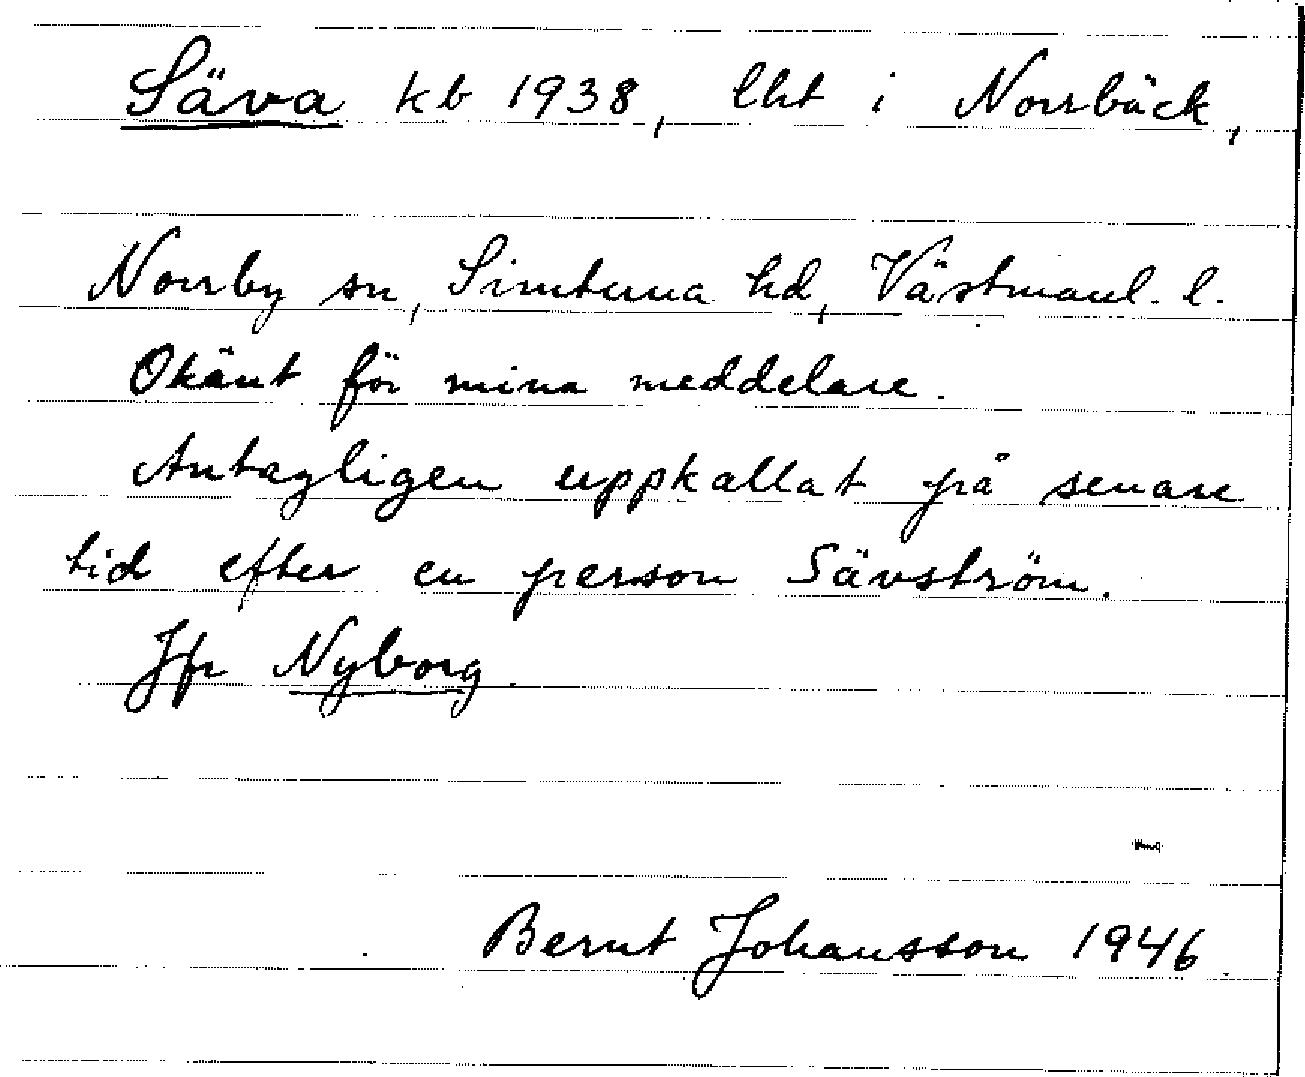 Säva kb 1938, lht i Norrbäck,
Norrby sn, Simtuna hd, Västmanl. l.
Okänt för mina meddelare.
Antagligen uppkallat på senare
tid efter en person Sävström.
Jfr Nyborg.
Bernt Johansson 1946